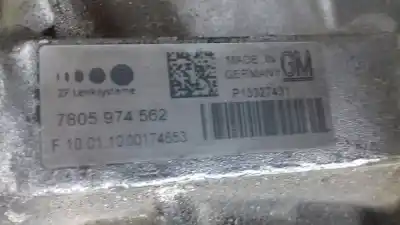 ZF Lenksysteme
MADE IN
GERMANY
GM
7805 974 562
P13327431
F 10.01.10 00174653